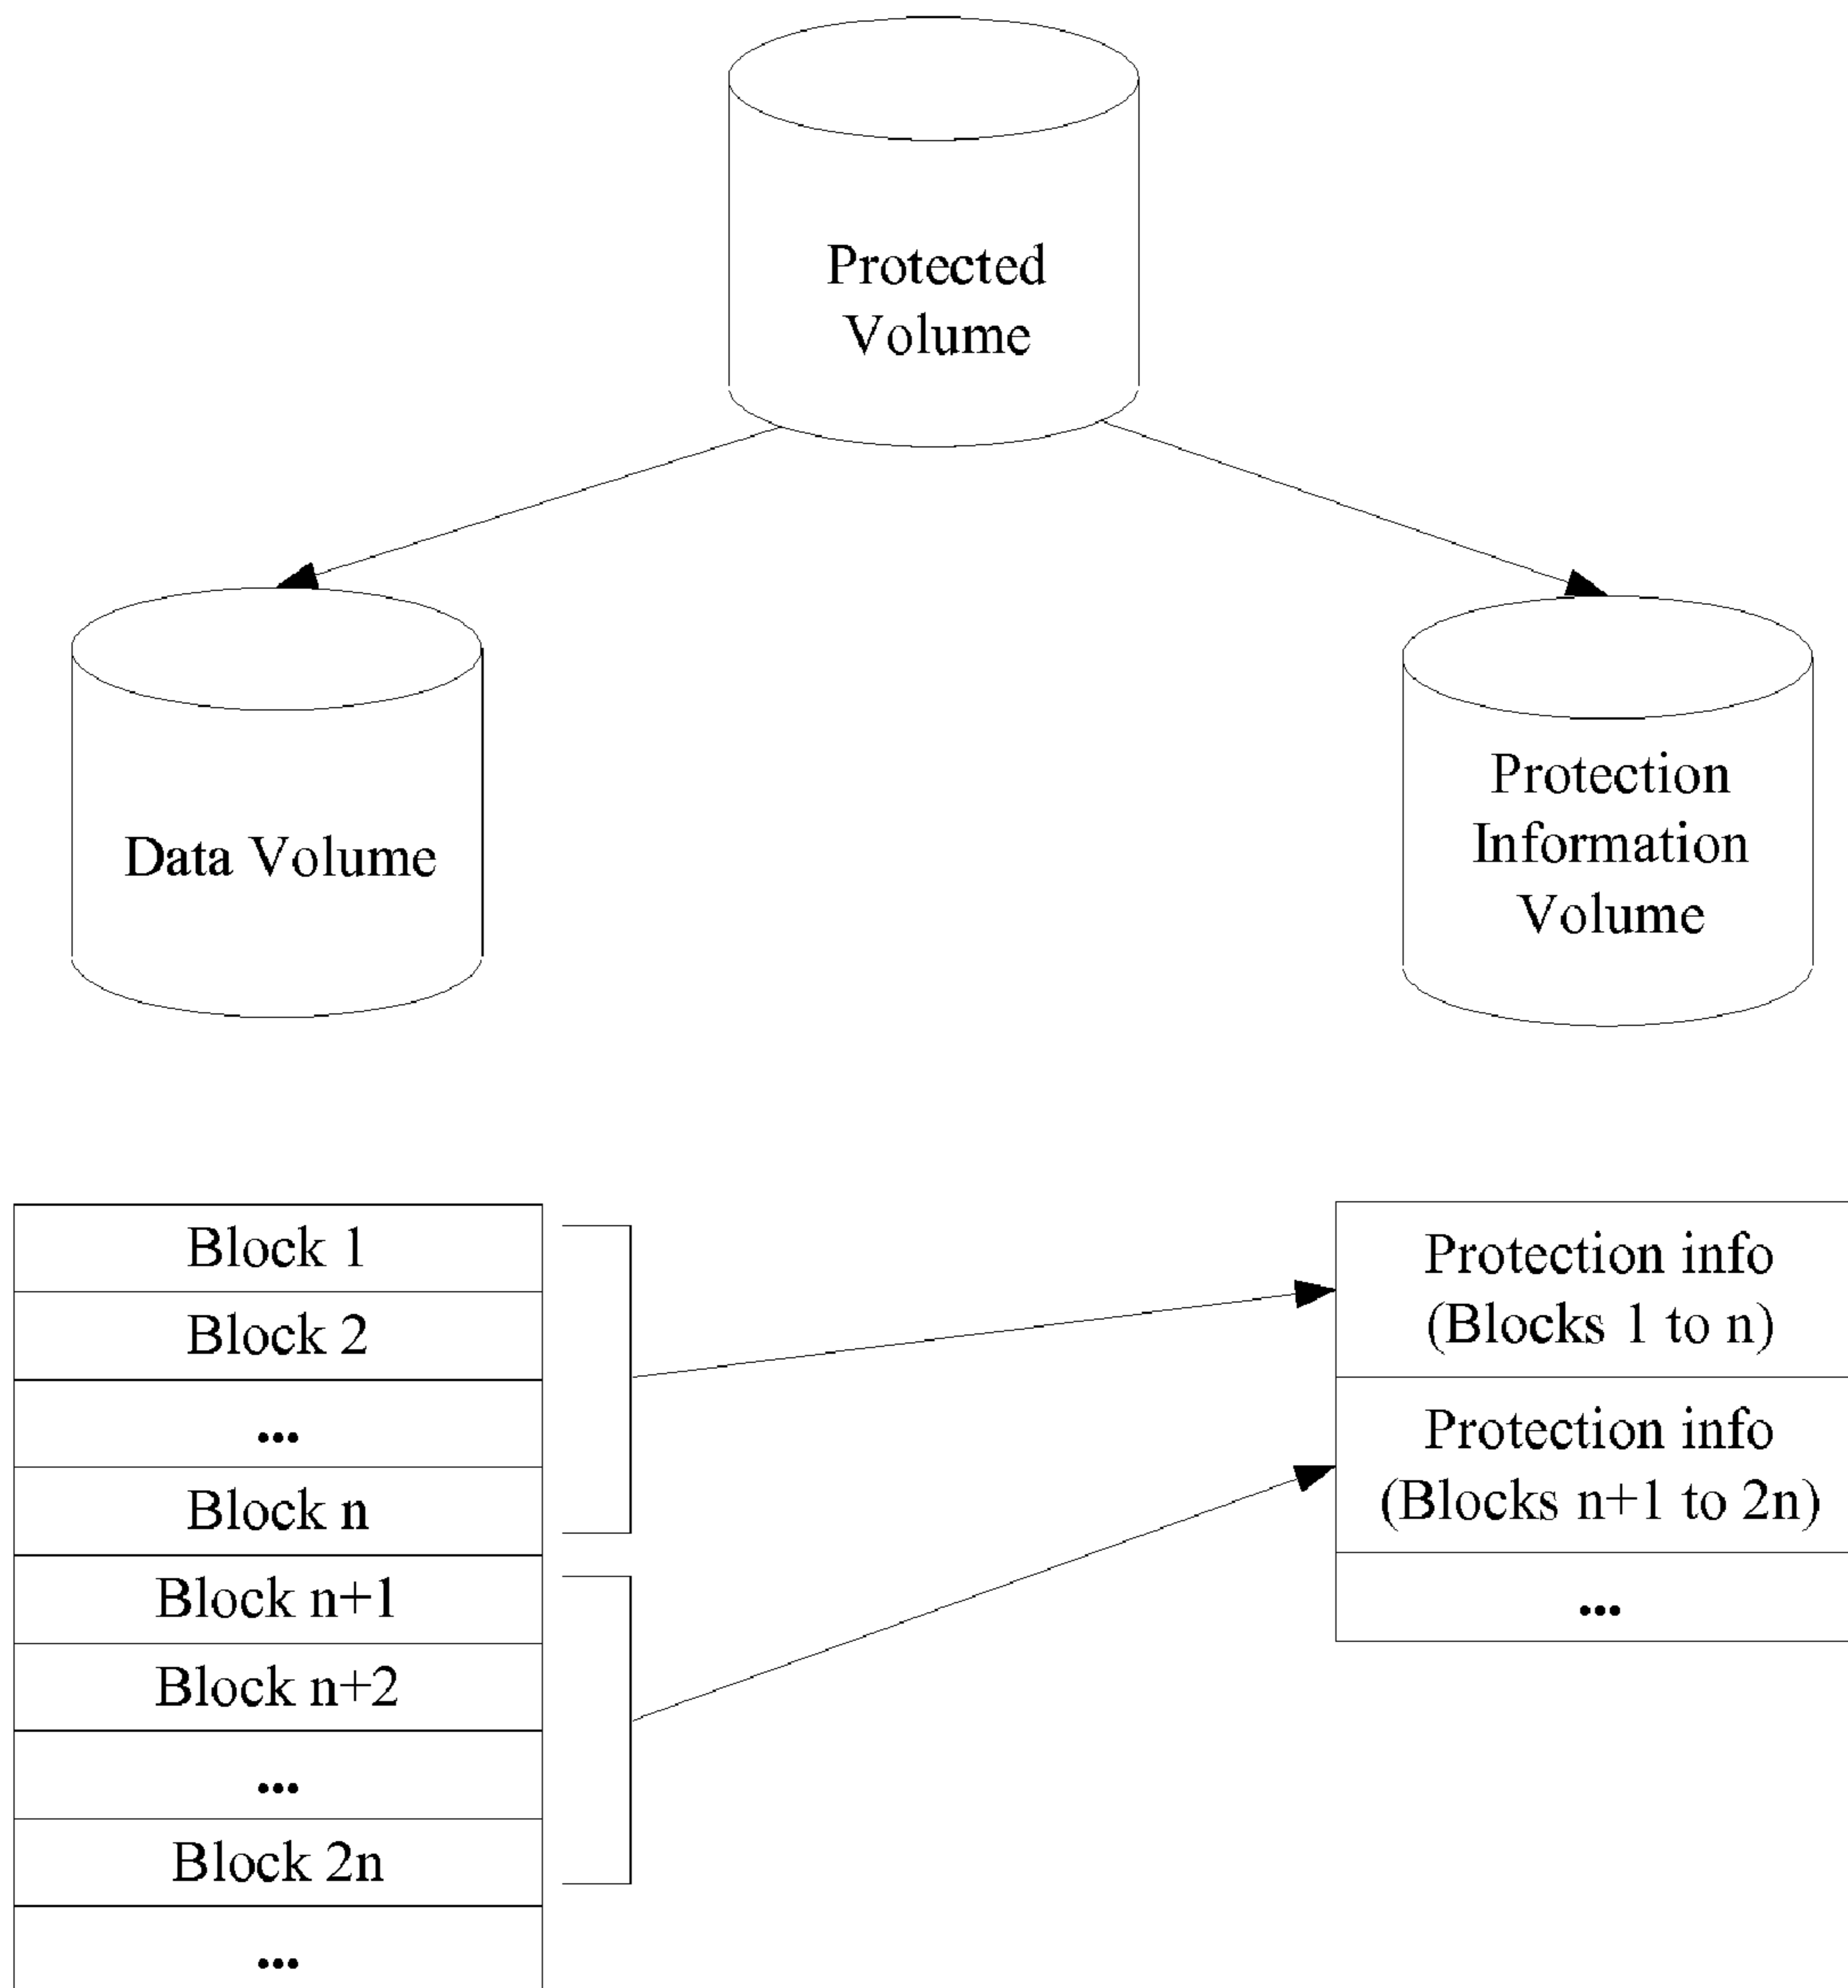 Protected
Volume
Data Volume
Protection
Information
Volume
Block 1
Block 2
...
Block n
Block n+1
Block n+2
...
Block 2n
...
Protection info
(Blocks 1 to n)
Protection info
(Blocks n+1 to 2n)
...